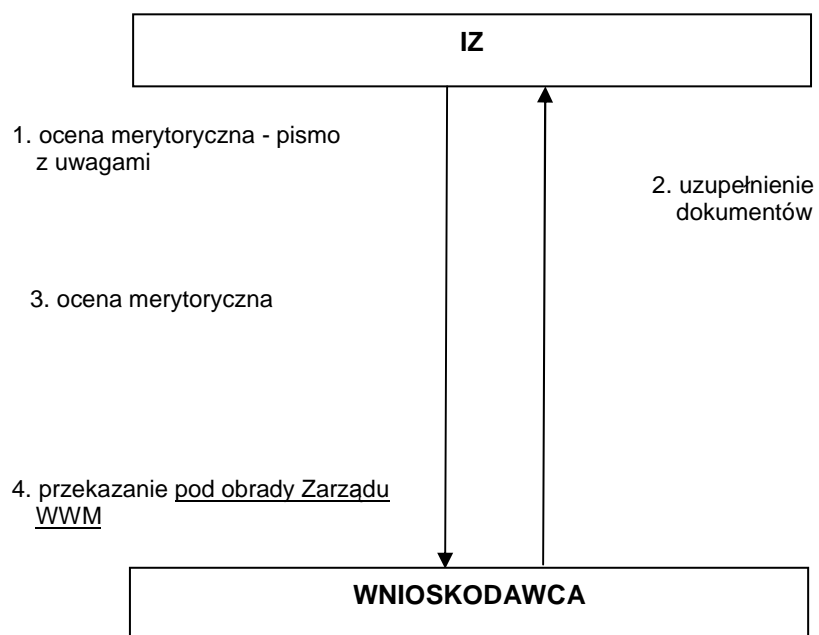 IZ
1. ocena merytoryczna - pismo
z uwagami
2. uzupełnienie
dokumentów
3. ocena merytoryczna
4. przekazanie pod obrady Zarządu
WWM
WNIOSKODAWCA